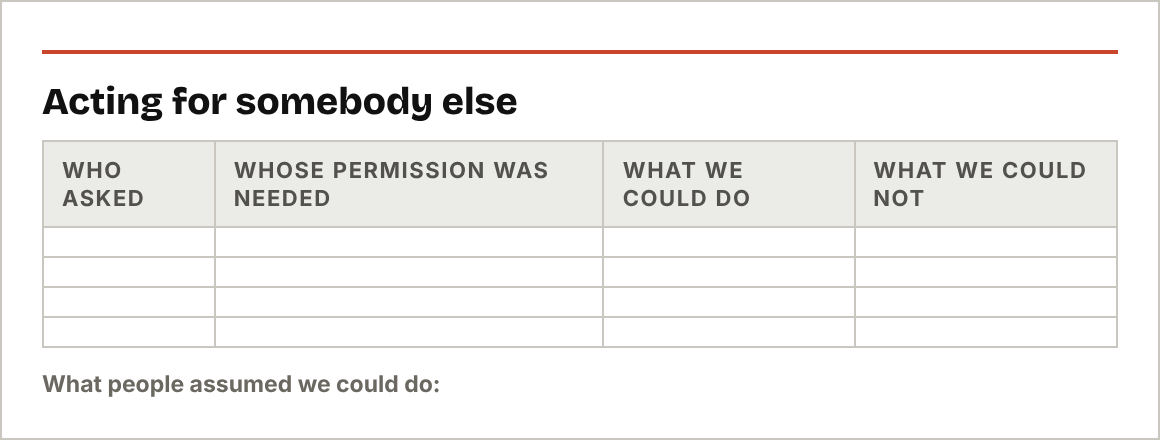 Acting for somebody else
WHO ASKED
WHOSE PERMISSION WAS NEEDED
WHAT WE COULD DO
WHAT WE COULD NOT
What people assumed we could do: